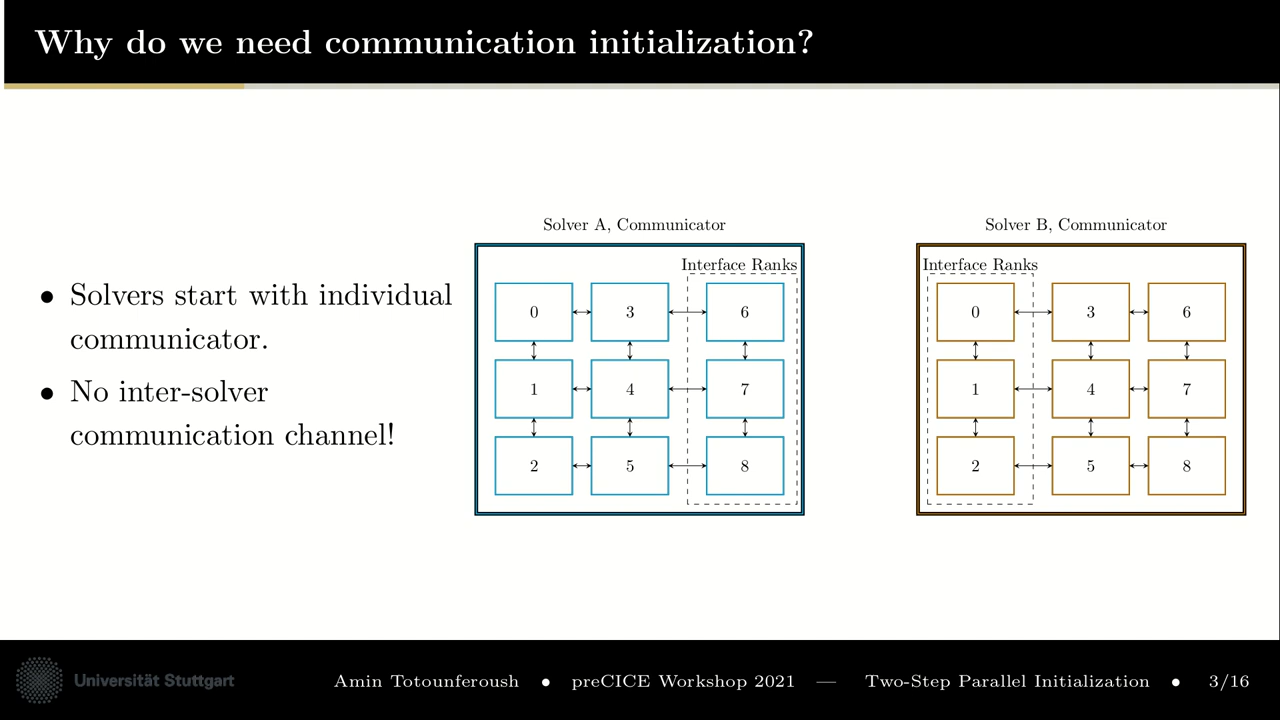 Why do we need communication initialization?
• Solvers start with individual
communicator.
• No inter-solver
communication channel!
Solver A, Communicator
Interface Ranks
0 3 6
1 4 7
2 5 8
Solver B, Communicator
Interface Ranks
0 3 6
1 4 7
2 5 8
Universität Stuttgart
Amin Totounferoush • preCICE Workshop 2021 — Two-Step Parallel Initialization • 3/16